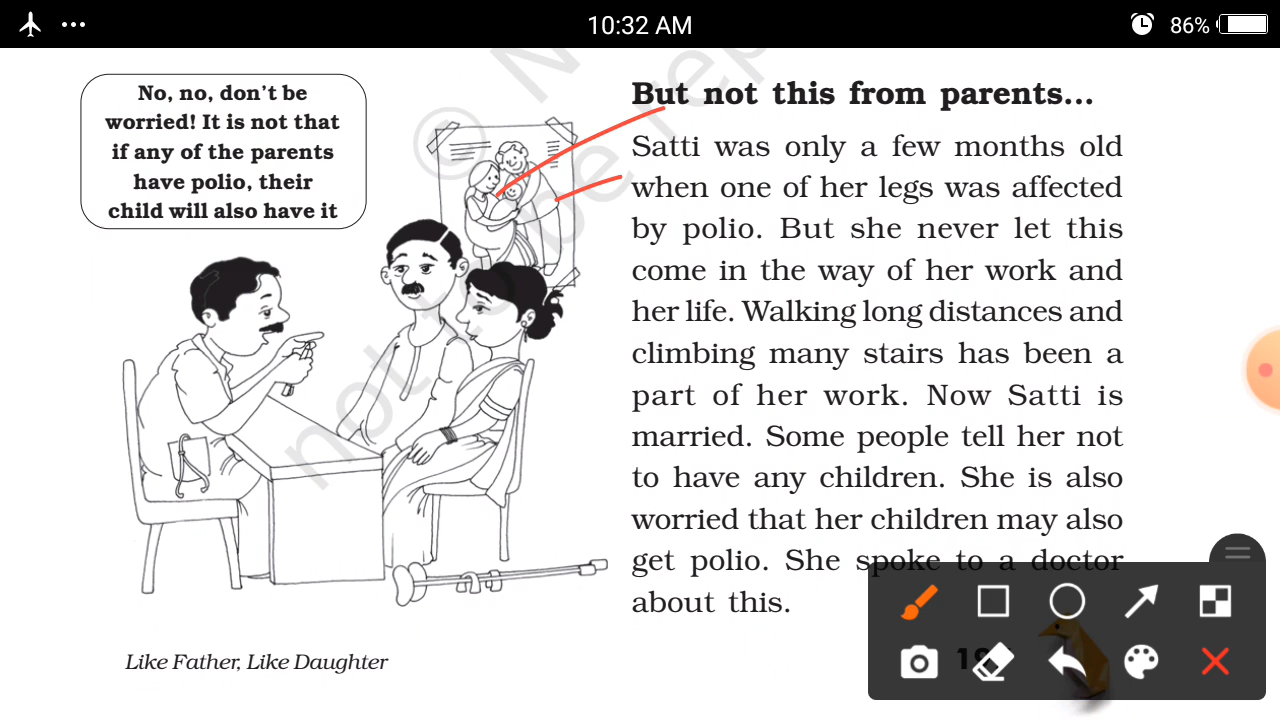 10:32 AM
86%
No, no, don't be
worried! It is not that
if any of the parents
have polio, their
child will also have it
But not this from parents...
Satti was only a few months old
when one of her legs was affected
by polio. But she never let this
come in the way of her work and
her life. Walking long distances and
climbing many stairs has been a
part of her work. Now Satti is
married. Some people tell her not
to have any children. She is also
worried that her children may also
get polio. She spoke to a doctor
about this.
Like Father, Like Daughter
not to be rep
© N